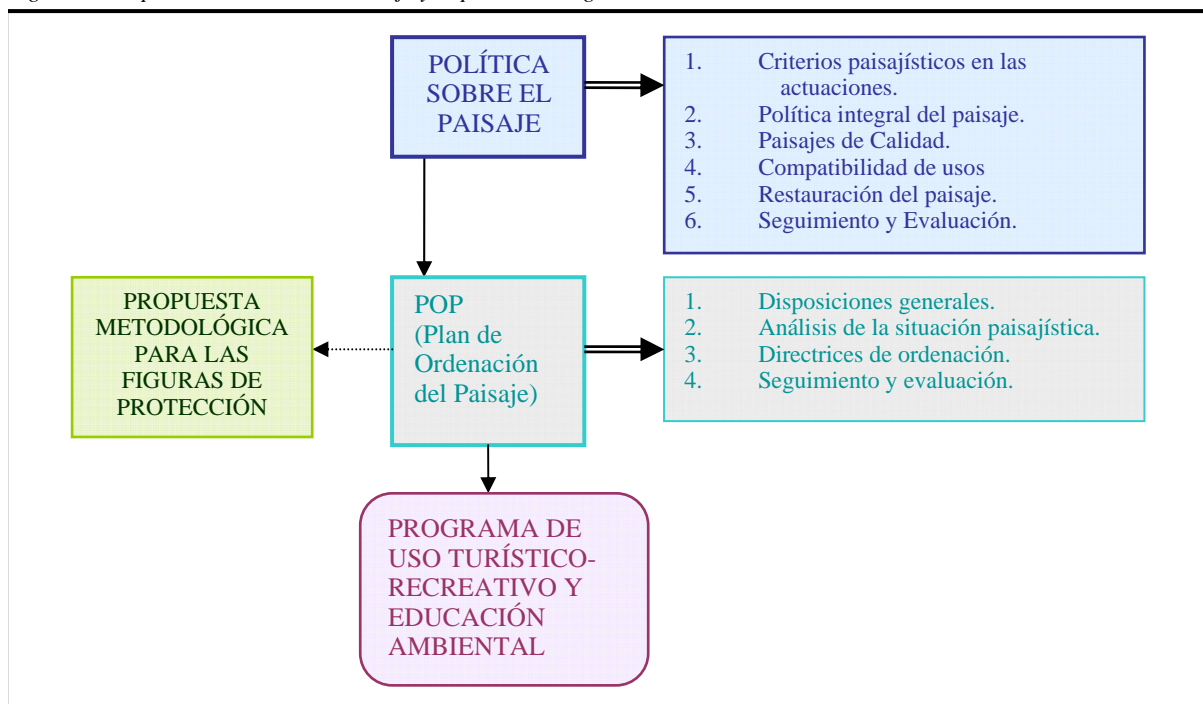 POLÍTICA
SOBRE EL
PAISAJE
1. Criterios paisajísticos en las
actuaciones.
2. Política integral del paisaje.
3. Paisajes de Calidad.
4. Compatibilidad de usos
5. Restauración del paisaje.
6. Seguimiento y Evaluación.
PROPUESTA
METODOLÓGICA
PARA LAS
FIGURAS DE
PROTECCIÓN
POP
(Plan de
Ordenación
del Paisaje)
1. Disposiciones generales.
2. Análisis de la situación paisajística.
3. Directrices de ordenación.
4. Seguimiento y evaluación.
PROGRAMA DE
USO TURÍSTICO-
RECREATIVO Y
EDUCACIÓN
AMBIENTAL